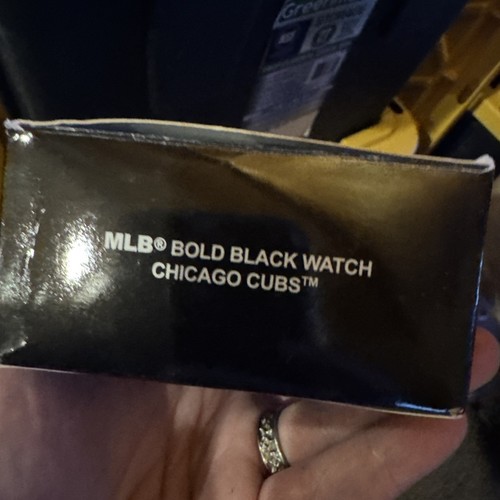 MLB® BOLD BLACK WATCH
CHICAGO CUBS™